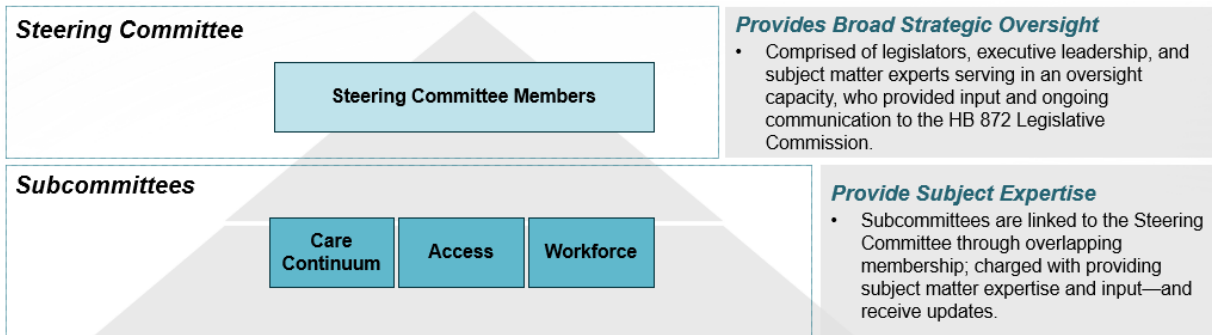 Steering Committee
Steering Committee Members
Provides Broad Strategic Oversight
• Comprised of legislators, executive leadership, and
subject matter experts serving in an oversight
capacity, who provided input and ongoing
communication to the HB 872 Legislative
Commission.
Subcommittees
Care
Continuum
Access
Workforce
Provide Subject Expertise
• Subcommittees are linked to the Steering
Committee through overlapping
membership; charged with providing
subject matter expertise and input—and
receive updates.